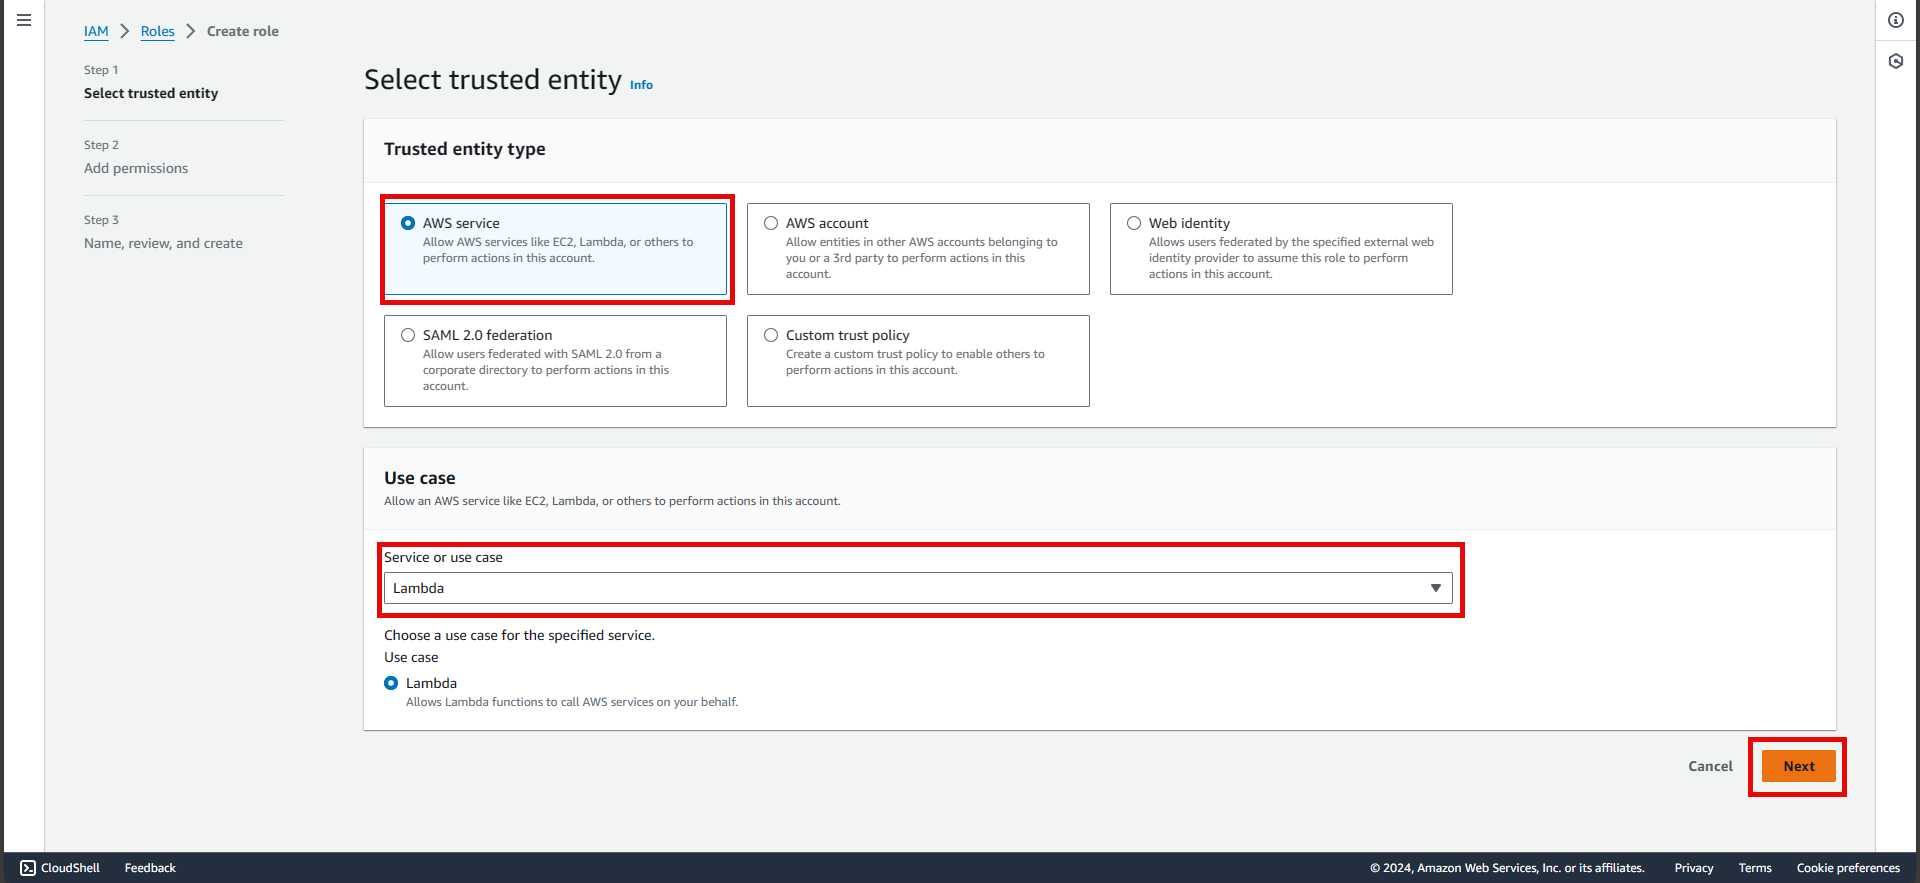 IAM > Roles > Create role
Step 1
Select trusted entity
Step 2
Add permissions
Step 3
Name, review, and create
Select trusted entity Info
Trusted entity type
AWS service
Allow AWS services like EC2, Lambda, or others to
perform actions in this account.
AWS account
Allow entities in other AWS accounts belonging to
you or a 3rd party to perform actions in this
account.
Web identity
Allows users federated by the specified external web
identity provider to assume this role to perform
actions in this account.
SAML 2.0 federation
Allow users federated with SAML 2.0 from a
corporate directory to perform actions in this
account.
Custom trust policy
Create a custom trust policy to enable others to
perform actions in this account.
Use case
Allow an AWS service like EC2, Lambda, or others to perform actions in this account.
Service or use case
Lambda
Choose a use case for the specified service.
Use case
Lambda
Allows Lambda functions to call AWS services on your behalf.
Cancel Next
CloudShell Feedback © 2024, Amazon Web Services, Inc. or its affiliates. Privacy Terms Cookie preferences